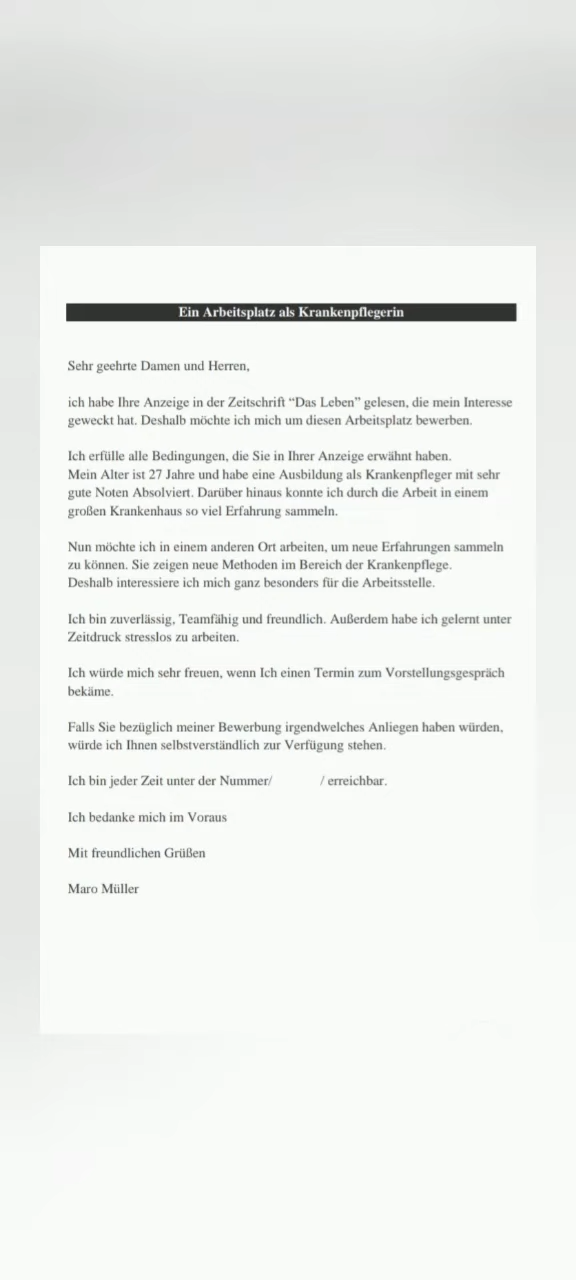 Ein Arbeitsplatz als Krankenpflegerin
Sehr geehrte Damen und Herren,
ich habe Ihre Anzeige in der Zeitschrift “Das Leben” gelesen, die mein Interesse
geweckt hat. Deshalb möchte ich mich um diesen Arbeitsplatz bewerben.
Ich erfülle alle Bedingungen, die Sie in Ihrer Anzeige erwähnt haben.
Mein Alter ist 27 Jahre und habe eine Ausbildung als Krankenpfleger mit sehr
gute Noten Absolviert. Darüber hinaus konnte ich durch die Arbeit in einem
großen Krankenhaus so viel Erfahrung sammeln.
Nun möchte ich in einem anderen Ort arbeiten, um neue Erfahrungen sammeln
zu können. Sie zeigen neue Methoden im Bereich der Krankenpflege.
Deshalb interessiere ich mich ganz besonders für die Arbeitsstelle.
Ich bin zuverlässig, Teamfähig und freundlich. Außerdem habe ich gelernt unter
Zeitdruck stresslos zu arbeiten.
Ich würde mich sehr freuen, wenn Ich einen Termin zum Vorstellungsgespräch
bekäme.
Falls Sie bezüglich meiner Bewerbung irgendwelches Anliegen haben würden,
würde ich Ihnen selbstverständlich zur Verfügung stehen.
Ich bin jeder Zeit unter der Nummer/ / erreichbar.
Ich bedanke mich im Voraus
Mit freundlichen Grüßen
Maro Müller